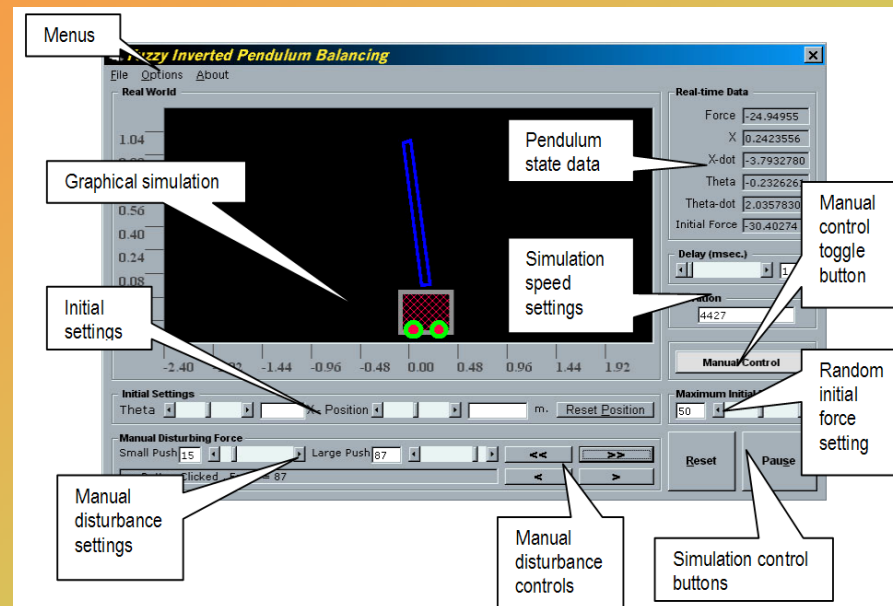 Menus
Fuzzy Inverted Pendulum Balancing
File Options About
Real World
Real-time Data
Force -24.94955
X 0.2423556
X-dot -3.7932780
Theta -0.2326261
Theta-dot 2.0357830
Initial Force -30.40274
1.04
0.56
0.40
0.24
0.08
-2.40
-1.44 -0.96 -0.48 0.00 0.48 0.96 1.44 1.92
Graphical simulation
Pendulum
state data
Manual
control
toggle
button
Simulation
speed
settings
Initial
settings
Delay (msec.)
4427
Manual Control
Random
initial
force
setting
Initial Settings
Theta Position m. Reset Position
Maximum Initial
50
Manual Disturbing Force
Small Push 15 Large Push 87 << >>
Clicked = 87 < >
Reset Pause
Manual
disturbance
settings
Manual
disturbance
controls
Simulation control
buttons